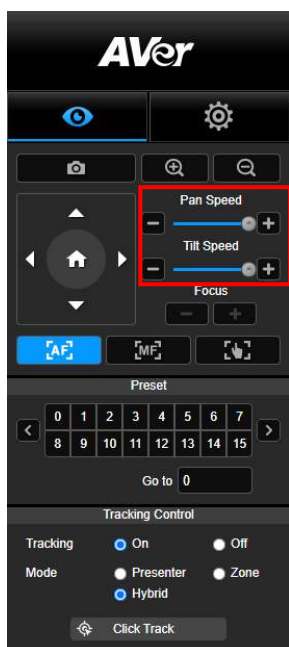 AVer
Pan Speed
Tilt Speed
Focus
AF MF
Preset
0 1 2 3 4 5 6 7
8 9 10 11 12 13 14 15
Go to 0
Tracking Control
Tracking On Off
Mode Presenter Zone
Hybrid
Click Track